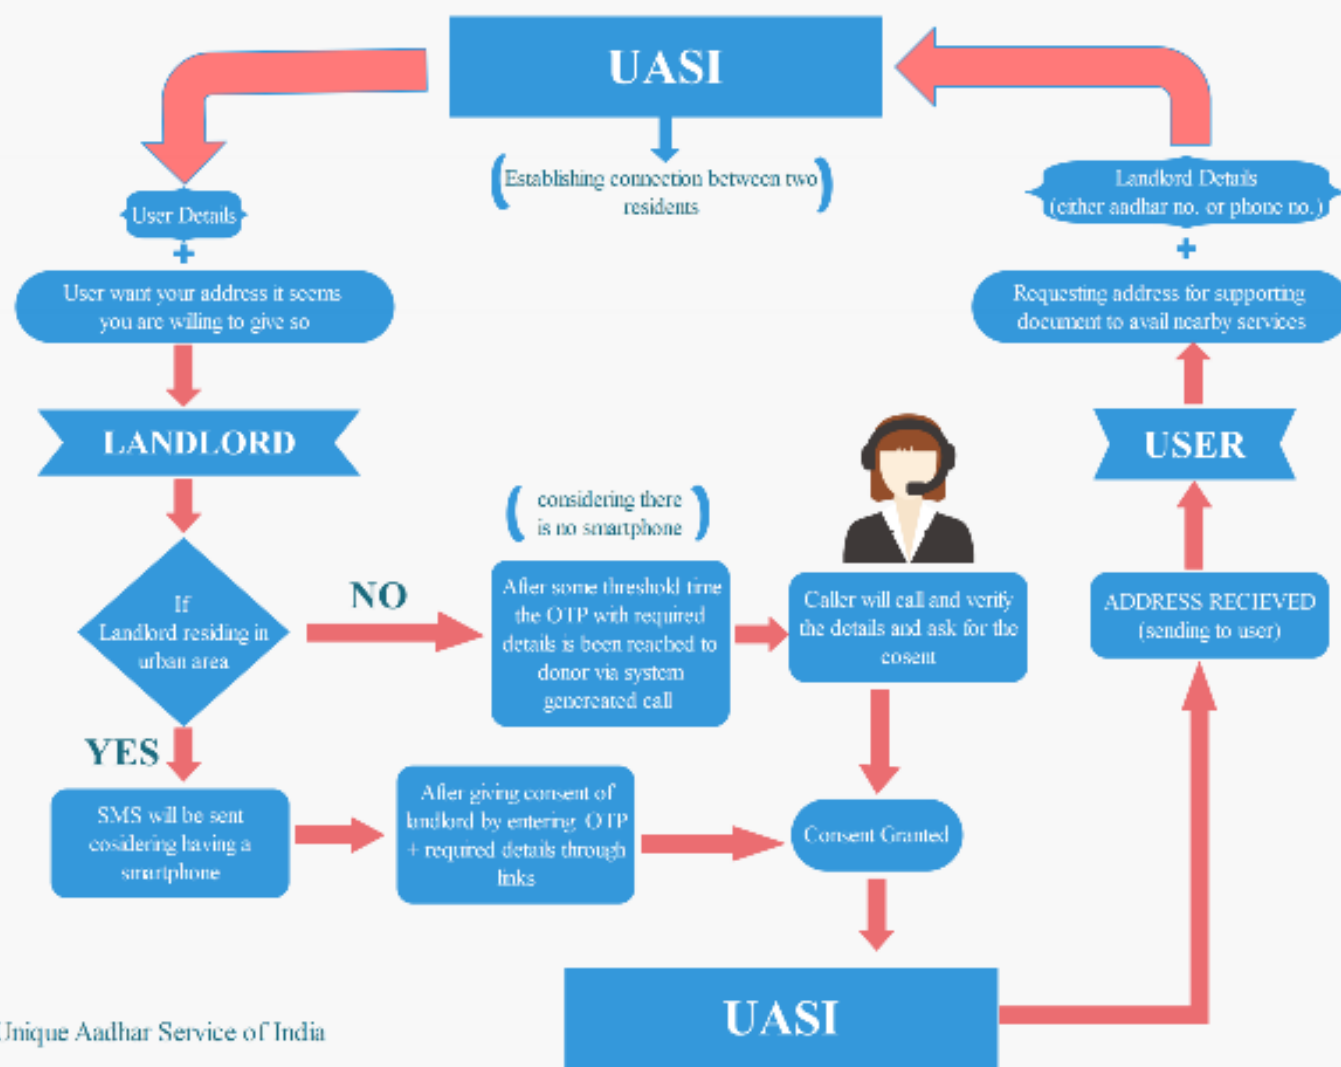 UASI
(Establishing connection between two
residents)
User Details
+
User want your address it seems
you are willing to give so
LANDLORD
If
Landlord residing in
urban area
NO
YES
SMS will be sent
cosidering having a
smartphone
(considering there
is no smartphone)
After some threshold time
the OTP with required
details is been reached to
donor via system
genereated call
Caller will call and verify
the details and ask for the
cosent
After giving consent of
landlord by entering OTP
+ required details through
links
Consent Granted
UASI
ADDRESS RECIEVED
(sending to user)
USER
Requesting address for supporting
document to avail nearby services
+
Landlord Details
(either aadhar no. or phone no.)
Unique Aadhar Service of India